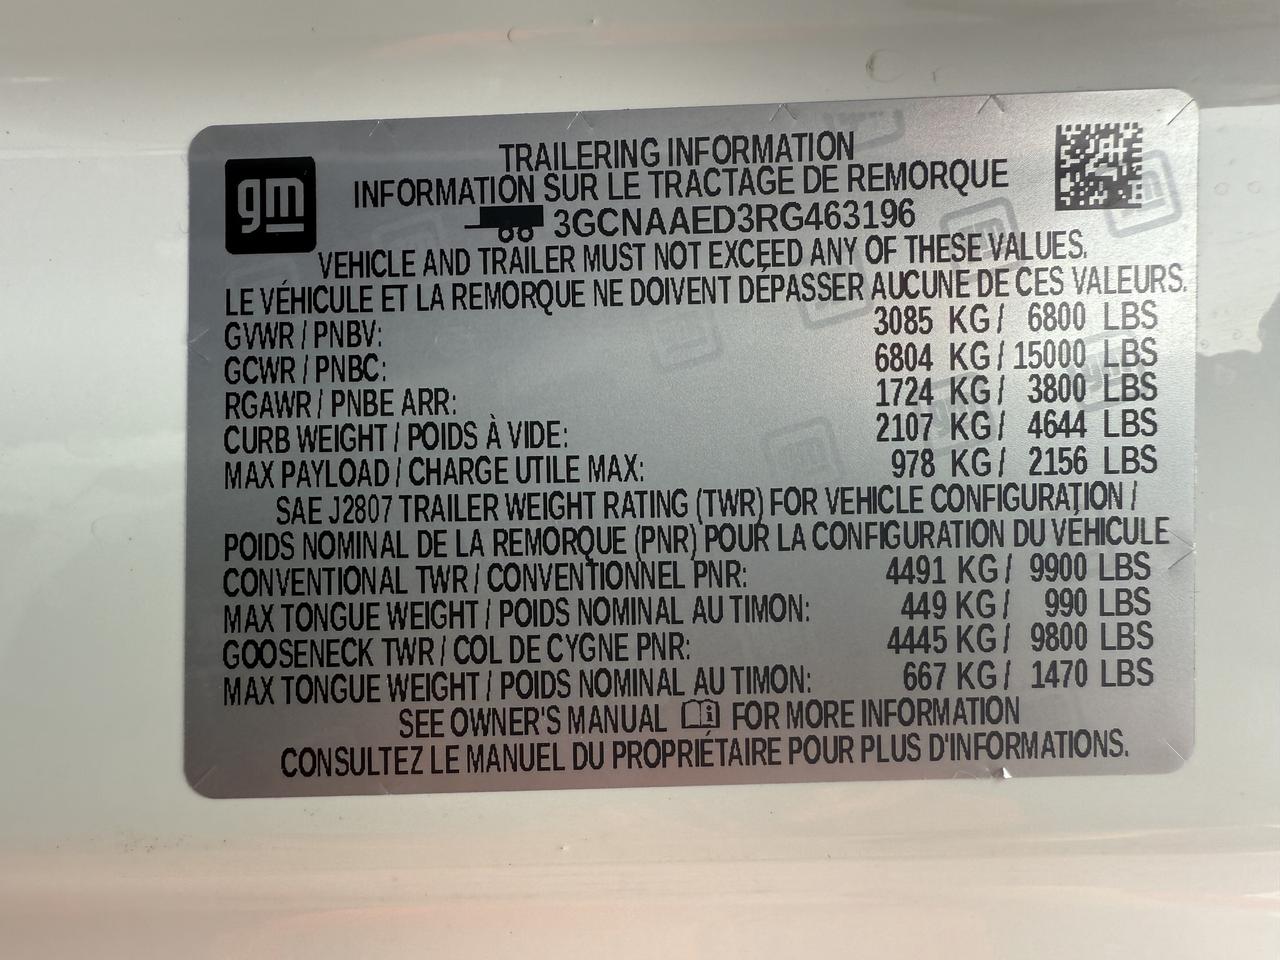 gm
TRAILERING INFORMATION
INFORMATION SUR LE TRACTAGE DE REMORQUE
3GCNAAED3RG463196
VEHICLE AND TRAILER MUST NOT EXCEED ANY OF THESE VALUES.
LE VÉHICULE ET LA REMORQUE NE DOIVENT DÉPASSER AUCUNE DE CES VALEURS.
GVWR / PNBV: 3085 KG / 6800 LBS
GCWR / PNBC: 6804 KG / 15000 LBS
RGAWR / PNBE ARR: 1724 KG / 3800 LBS
CURB WEIGHT / POIDS À VIDE: 2107 KG / 4644 LBS
MAX PAYLOAD / CHARGE UTILE MAX: 978 KG / 2156 LBS
SAE J2807 TRAILER WEIGHT RATING (TWR) FOR VEHICLE CONFIGURATION /
POIDS NOMINAL DE LA REMORQUE (PNR) POUR LA CONFIGURATION DU VÉHICULE
CONVENTIONAL TWR / CONVENTIONNEL PNR: 4491 KG / 9900 LBS
MAX TONGUE WEIGHT / POIDS NOMINAL AU TIMON: 449 KG / 990 LBS
GOOSENECK TWR / COL DE CYGNE PNR: 4445 KG / 9800 LBS
MAX TONGUE WEIGHT / POIDS NOMINAL AU TIMON: 667 KG / 1470 LBS
SEE OWNER'S MANUAL FOR MORE INFORMATION
CONSULTEZ LE MANUEL DU PROPRIÉTAIRE POUR PLUS D'INFORMATIONS.